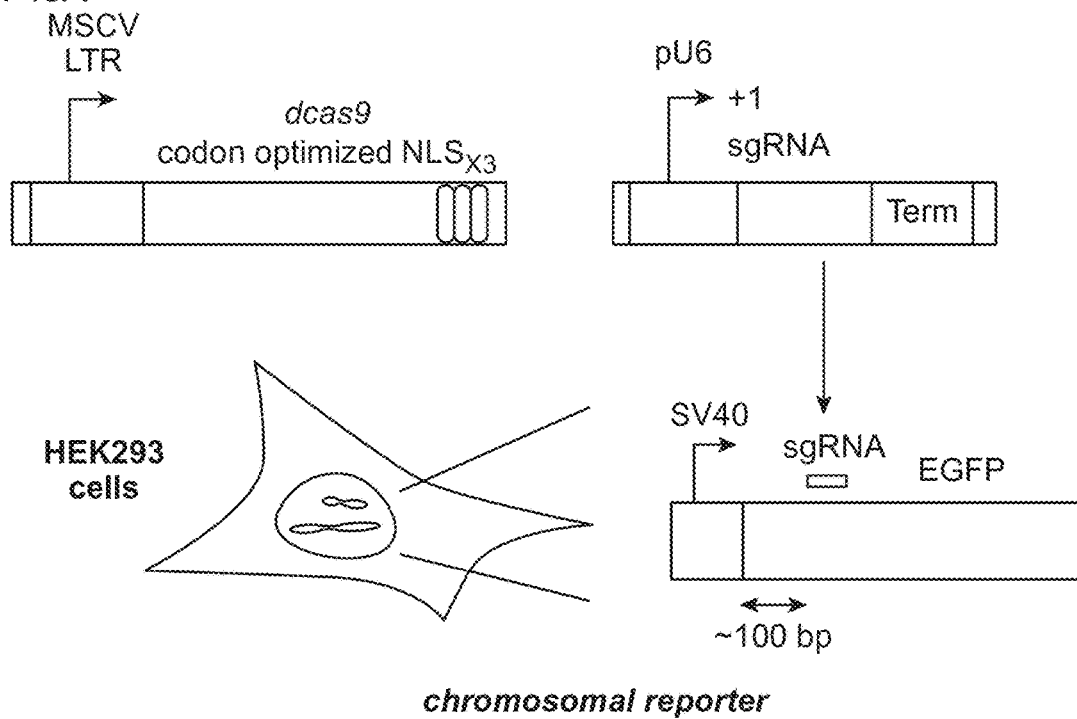 MSCV
LTR
dcas9
codon optimized NLSX3
pU6
+1
sgRNA
Term
HEK293
cells
SV40
sgRNA
EGFP
~100 bp
chromosomal reporter